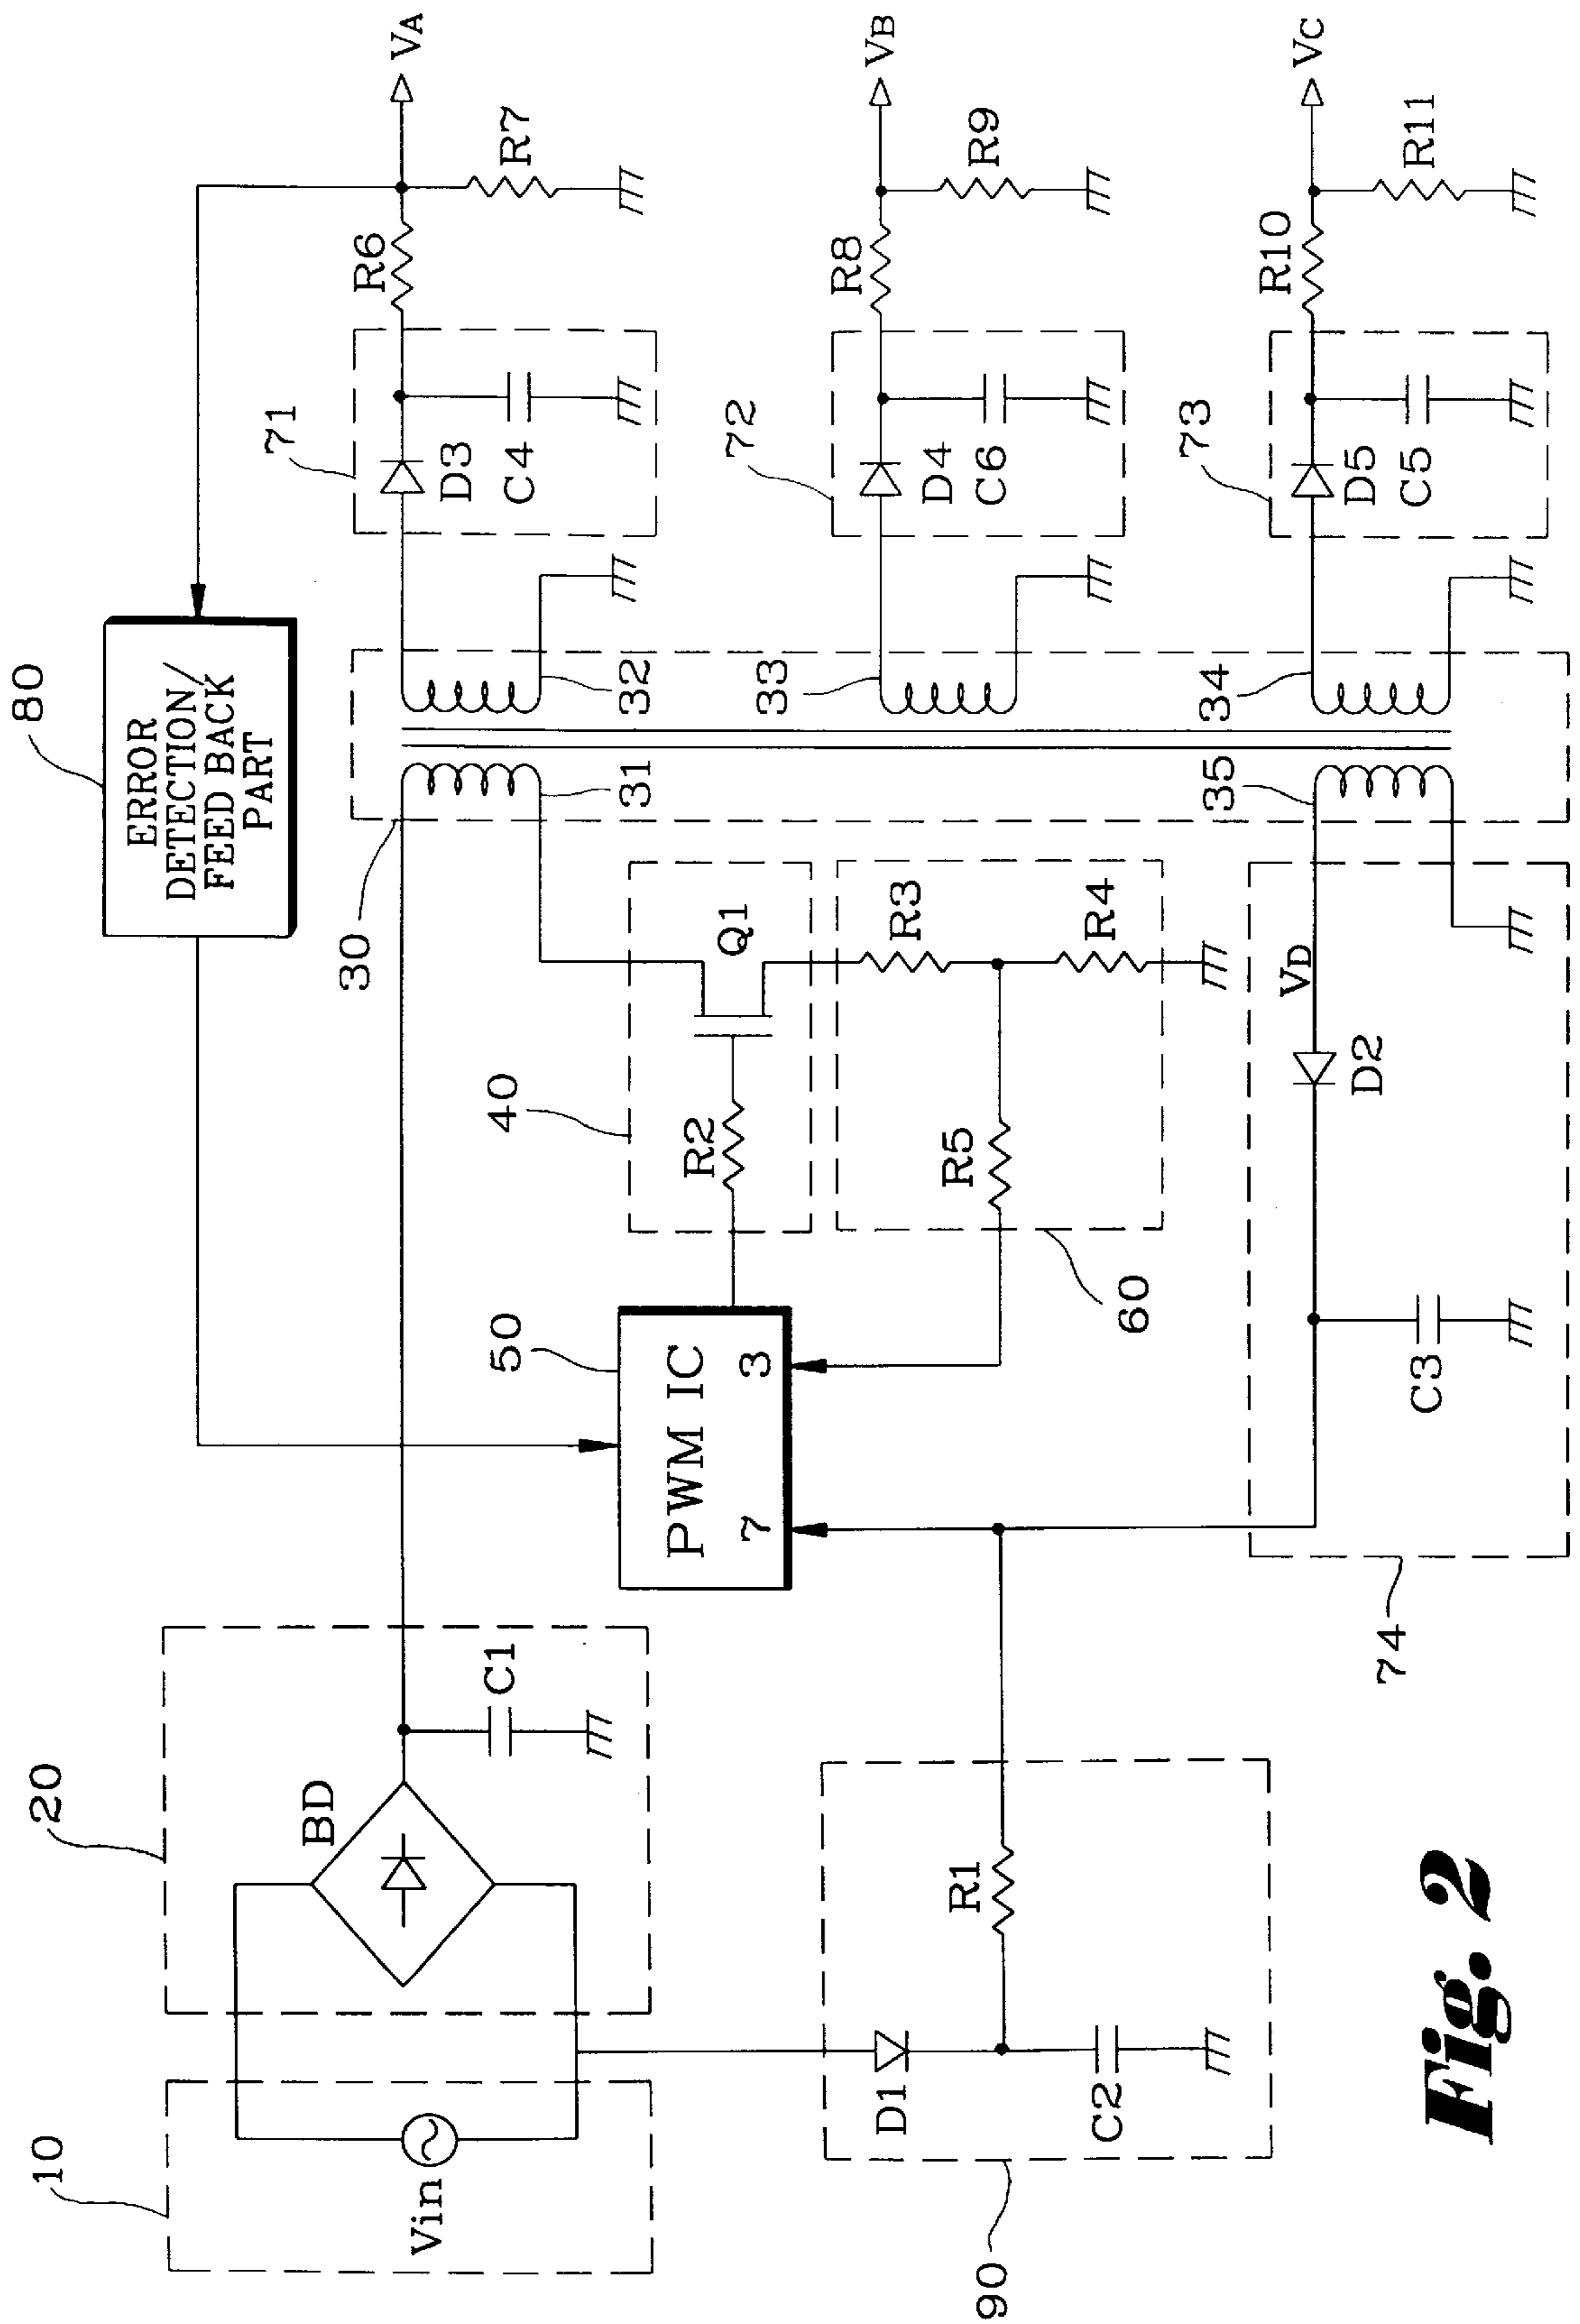 80
ERROR
DETECTION/
FEED BACK
PART
10
Vin
20
BD
C1
30
31
32
33
34
35
71
D3
C4
R6
R7
VA
72
D4
C6
R8
R9
VB
73
D5
C5
R10
R11
VC
50
PWM IC
7
3
40
R2
Q1
60
R3
R4
R5
90
D1
C2
R1
74
C3
D2
VD
Fig. 2